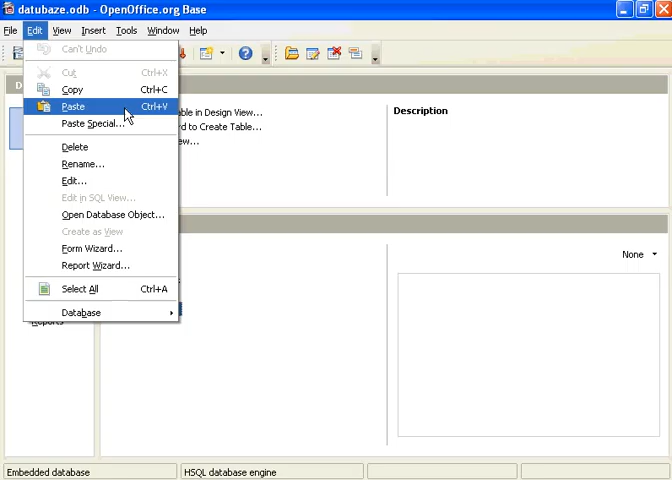 datubaze.odb - OpenOffice.org Base
File Edit View Insert Tools Window Help
Can't Undo
Cut Ctrl+X
Copy Ctrl+C
Paste Ctrl+V
Paste Special...
Delete
Rename...
Edit...
Edit in SQL View...
Open Database Object...
Create as View
Form Wizard...
Report Wizard...
Select All Ctrl+A
Database
able in Design View...
rd to Create Table...
ew...
Description
None
Reports
Embedded database
HSQL database engine